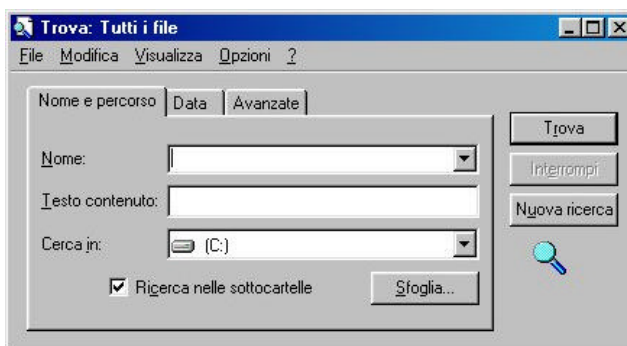 Trova: Tutti i file
File Modifica Visualizza Opzioni ?
Nome e percorso Data Avanzate
Nome:
Testo contenuto:
Cerca in: (C:)
Ricerca nelle sottocartelle Sfoglia...
Trova
Interrompi
Nuova ricerca